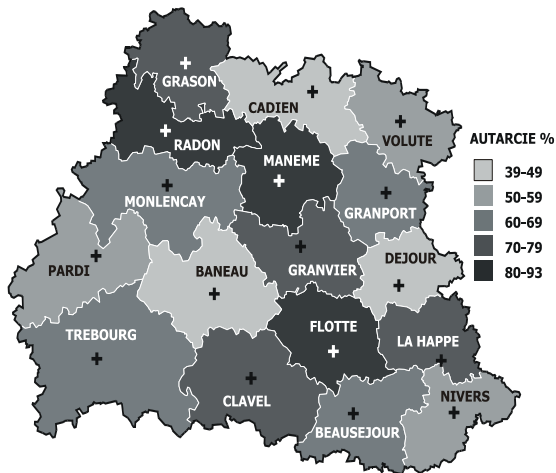 GRASON
CADIEN
VOLUTE
RADON
MANEME
MONLENCAY
GRANPORT
PARDI
BANEAU
GRANVIER
DEJOUR
TREBOURG
FLOTTE
LA HAPPE
CLAVEL
NIVERS
BEAUSEJOUR
AUTARCIE %
39-49
50-59
60-69
70-79
80-93